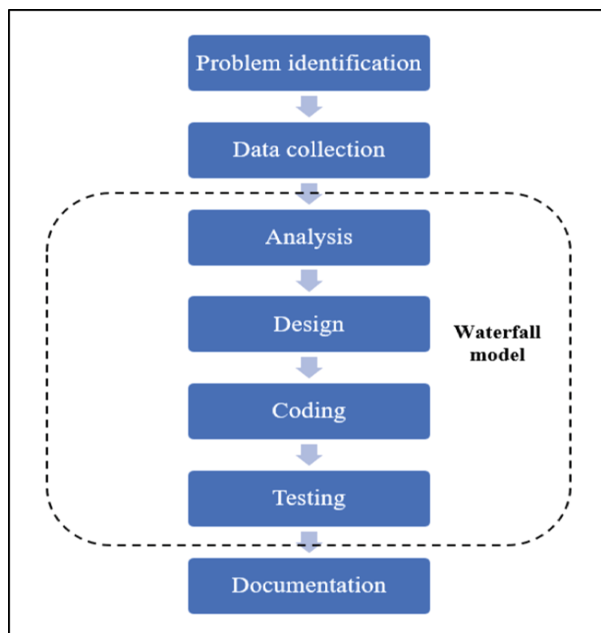 Problem identification
Data collection
Analysis
Design
Waterfall
model
Coding
Testing
Documentation